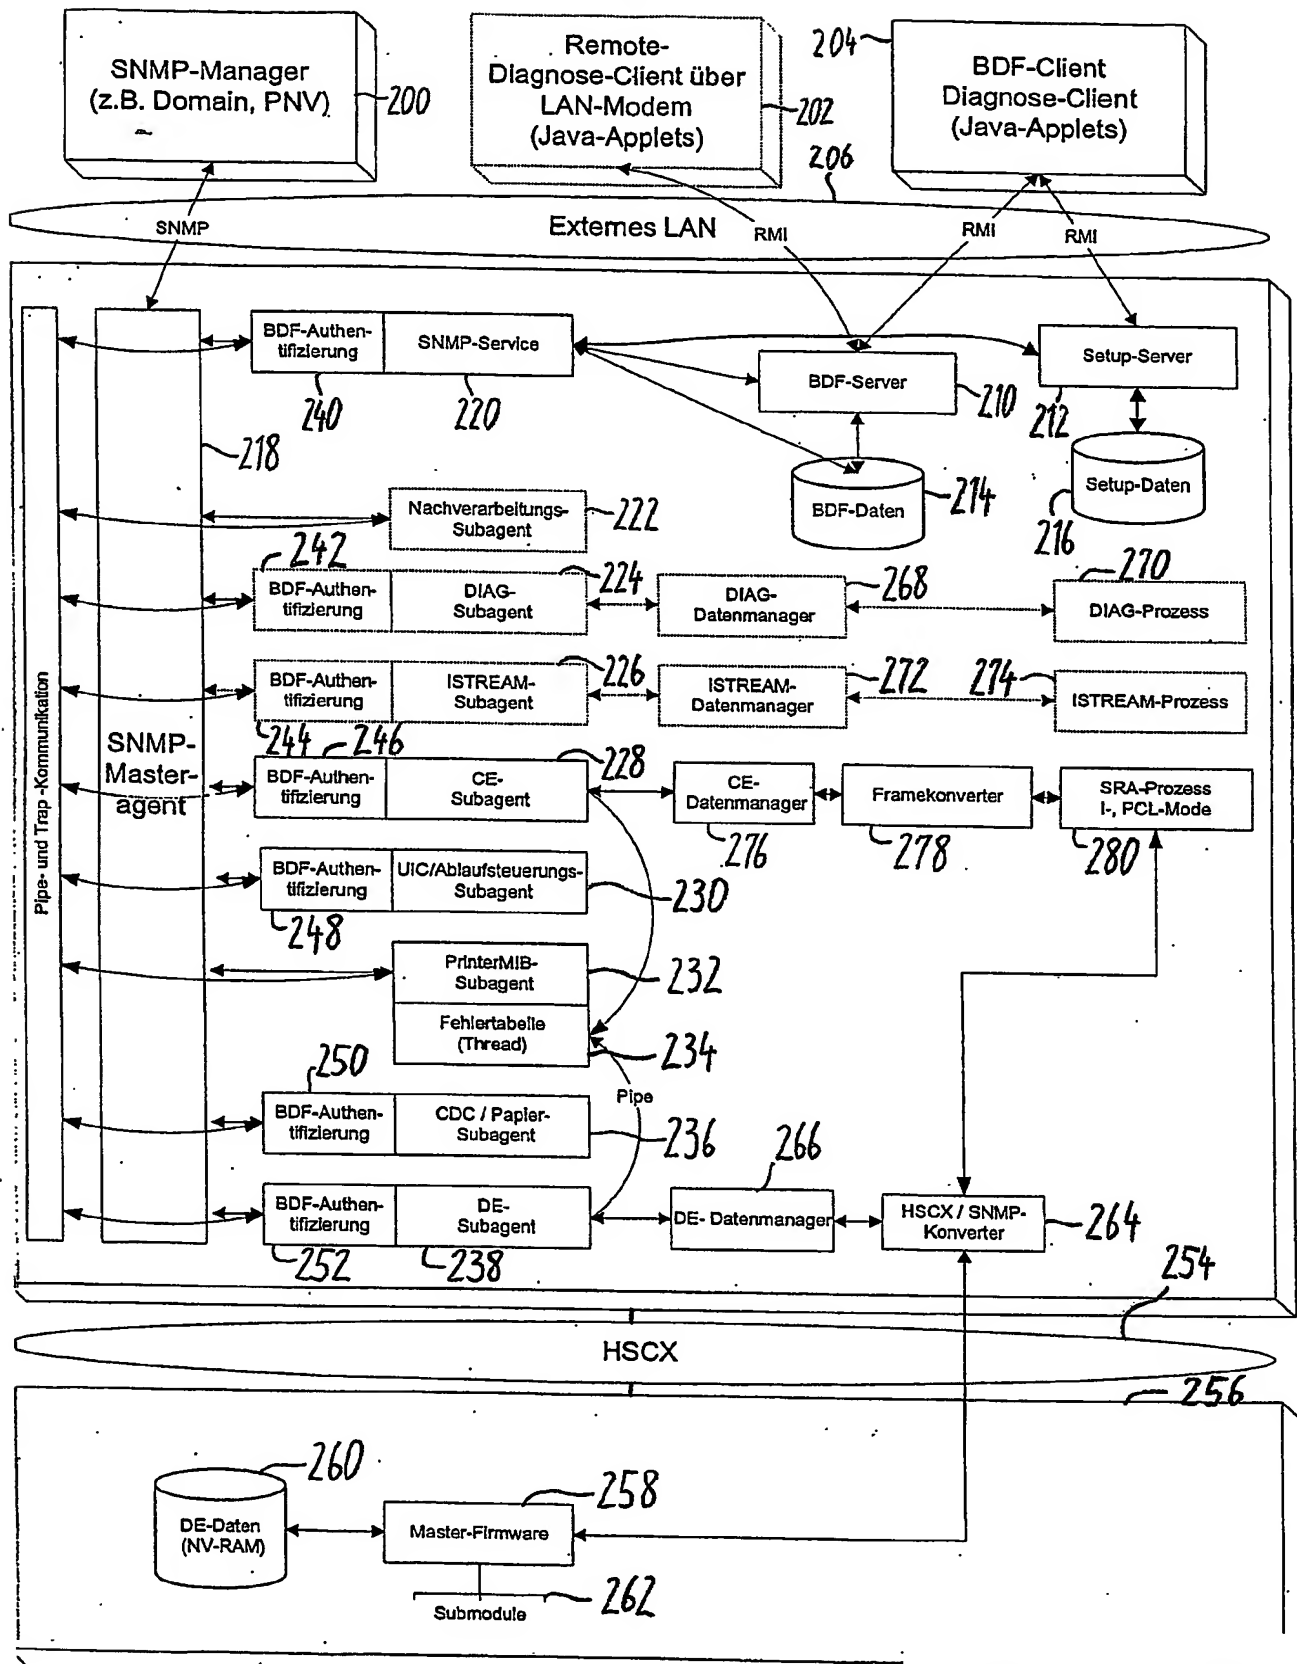 SNMP-Manager
(z.B. Domain, PNV)
200
Remote-
Diagnose-Client über
LAN-Modem
(Java-Applets)
202
204
BDF-Client
Diagnose-Client
(Java-Applets)
206
SNMP
Externes LAN
RMI
RMI
RMI
BDF-Authen-
tifizierung
SNMP-Service
240
220
BDF-Server
210
Setup-Server
212
218
BDF-Daten
214
Setup-Daten
216
Nachverarbeitungs-
Subagent
222
242
BDF-Authen-
tifizierung
DIAG-
Subagent
224
DIAG-
Datenmanager
268
270
DIAG-Prozess
BDF-Authen-
tifizierung
244
ISTREAM-
Subagent
226
ISTREAM-
Datenmanager
272
274
ISTREAM-Prozess
Pipe- und Trap -Kommunikation
SNMP-
Master-
agent
246
BDF-Authen-
tifizierung
CE-
Subagent
228
CE-
Datenmanager
276
Framekonverter
278
SRA-Prozess
I-, PCL-Mode
280
BDF-Authen-
tifizierung
248
UIC/Ablaufsteuerungs-
Subagent
230
PrinterMIB-
Subagent
232
Fehlertabelle
(Thread)
234
250
BDF-Authen-
tifizierung
CDC / Papier-
Subagent
236
Pipe
BDF-Authen-
tifizierung
252
DE-
Subagent
238
266
DE- Datenmanager
HSCX / SNMP-
Konverter
264
254
HSCX
256
260
DE-Daten
(NV-RAM)
258
Master-Firmware
262
Submodule